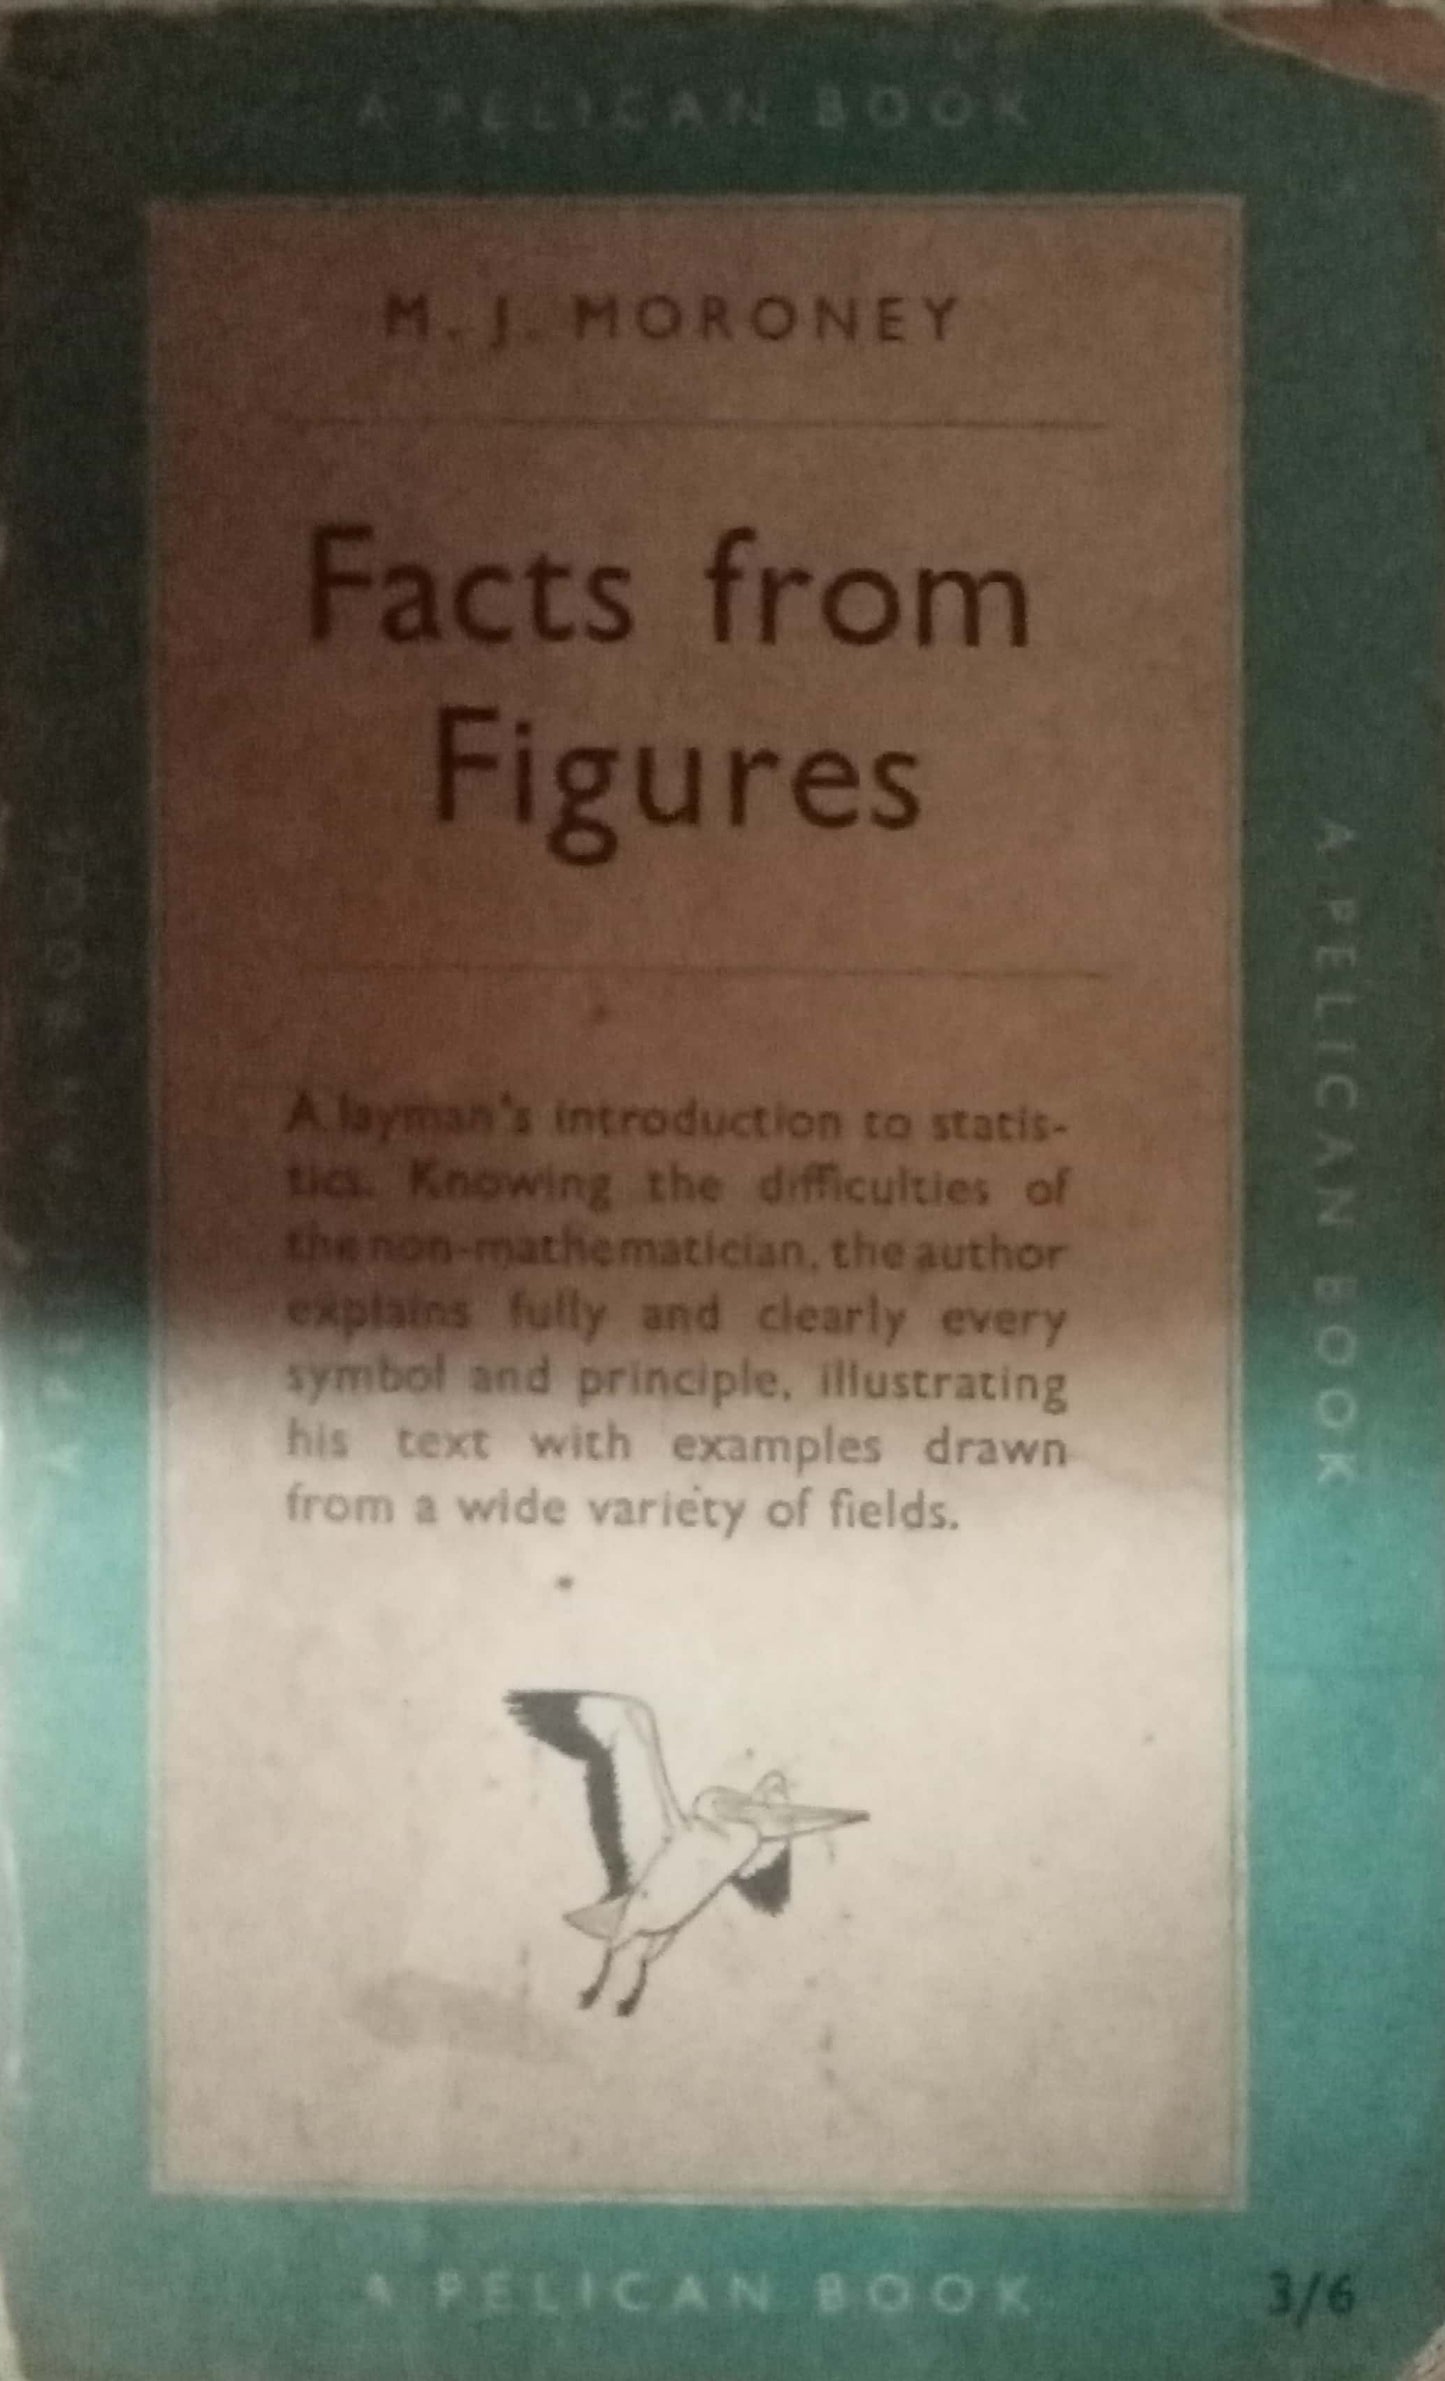 A PELICAN BOOK
M. J. MORONEY
Facts from
Figures
A layman's introduction to statis-
tics. Knowing the difficulties of
the non-mathematician, the author
explains fully and clearly every
symbol and principle, illustrating
his text with examples drawn
from a wide variety of fields.
A PELICAN BOOK
A PELICAN BOOK
3/6